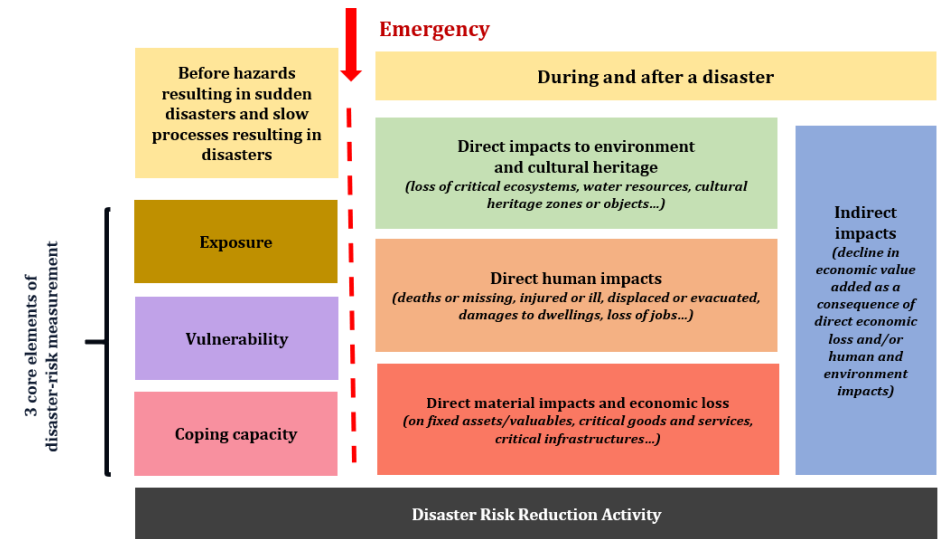 Emergency
Before hazards
resulting in sudden
disasters and slow
processes resulting in
disasters
During and after a disaster
3 core elements of
disaster-risk measurement
Exposure
Vulnerability
Coping capacity
Direct impacts to environment
and cultural heritage
(loss of critical ecosystems, water resources, cultural
heritage zones or objects…)
Direct human impacts
(deaths or missing, injured or ill, displaced or evacuated,
damages to dwellings, loss of jobs…)
Direct material impacts and economic loss
(on fixed assets/valuables, critical goods and services,
critical infrastructures…)
Indirect
impacts
(decline in
economic value
added as a
consequence of
direct economic
loss and/or
human and
environment
impacts)
Disaster Risk Reduction Activity